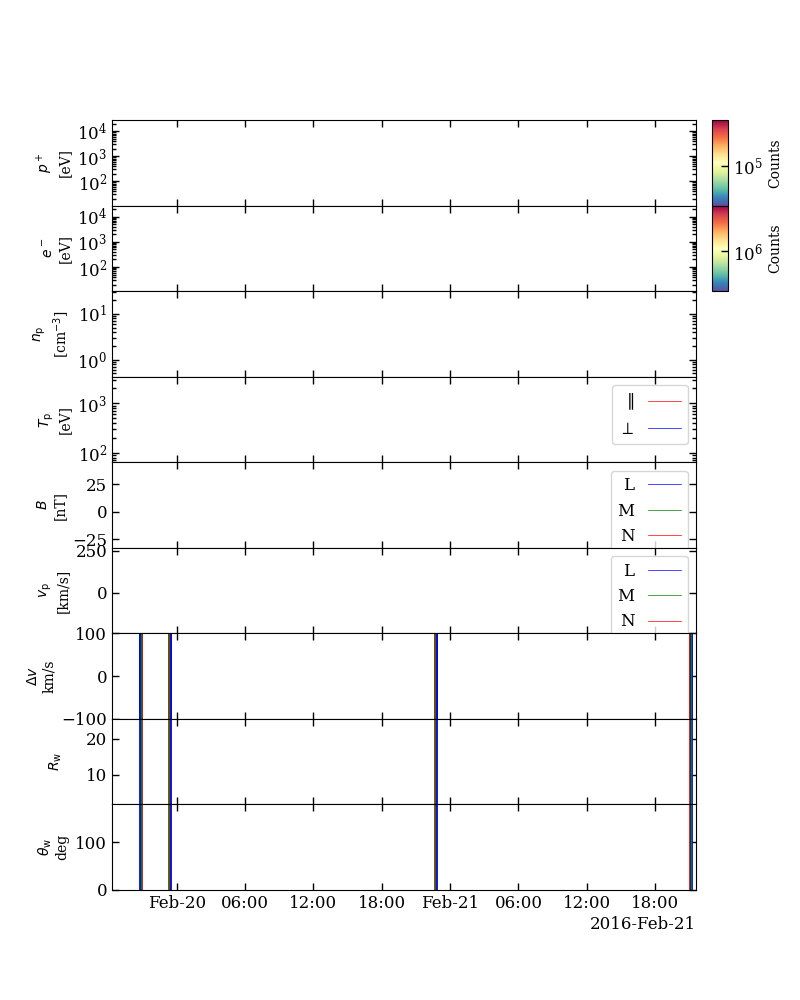 10⁴
10³
10²
p⁺
[eV]
10⁵
Counts
10⁴
10³
10²
e⁻
[eV]
10⁶
Counts
10¹
10⁰
nₚ
[cm⁻³]
10³
10²
Tₚ
[eV]
∥
⊥
25
0
−25
B
[nT]
L
M
N
250
0
vₚ
[km/s]
L
M
N
100
0
−100
Δv
km/s
20
10
R_w
100
0
θ_w
deg
Feb-20 06:00 12:00 18:00 Feb-21 06:00 12:00 18:00
2016-Feb-21